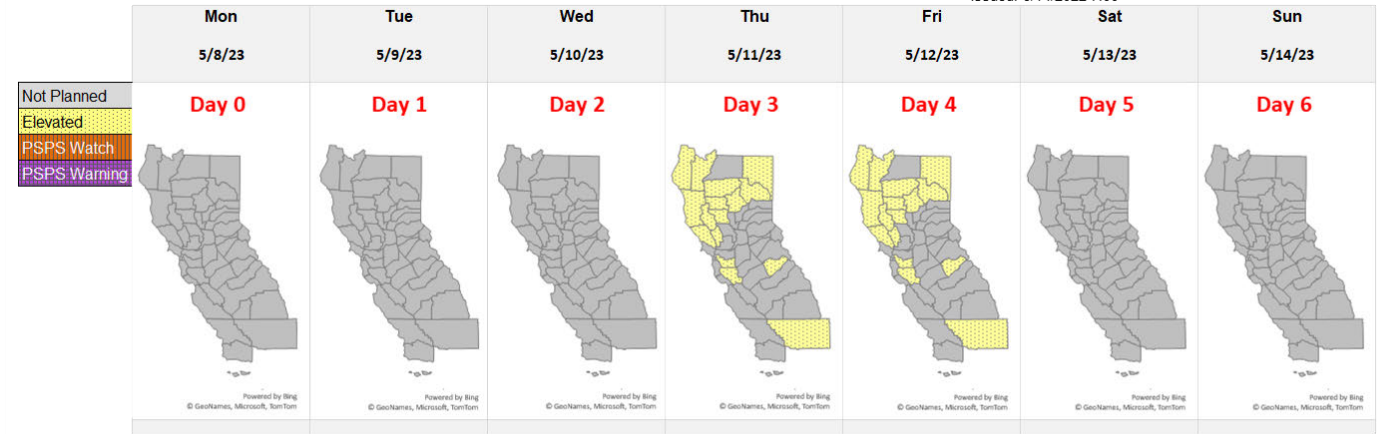 Mon Tue Wed Thu Fri Sat Sun
5/8/23 5/9/23 5/10/23 5/11/23 5/12/23 5/13/23 5/14/23
Not Planned
Elevated
PSPS Watch
PSPS Warning
Day 0 Day 1 Day 2 Day 3 Day 4 Day 5 Day 6
Powered by Bing Powered by Bing Powered by Bing Powered by Bing Powered by Bing Powered by Bing Powered by Bing
© GeoNames, Microsoft, TomTom © GeoNames, Microsoft, TomTom © GeoNames, Microsoft, TomTom © GeoNames, Microsoft, TomTom © GeoNames, Microsoft, TomTom © GeoNames, Microsoft, TomTom © GeoNames, Microsoft, TomTom